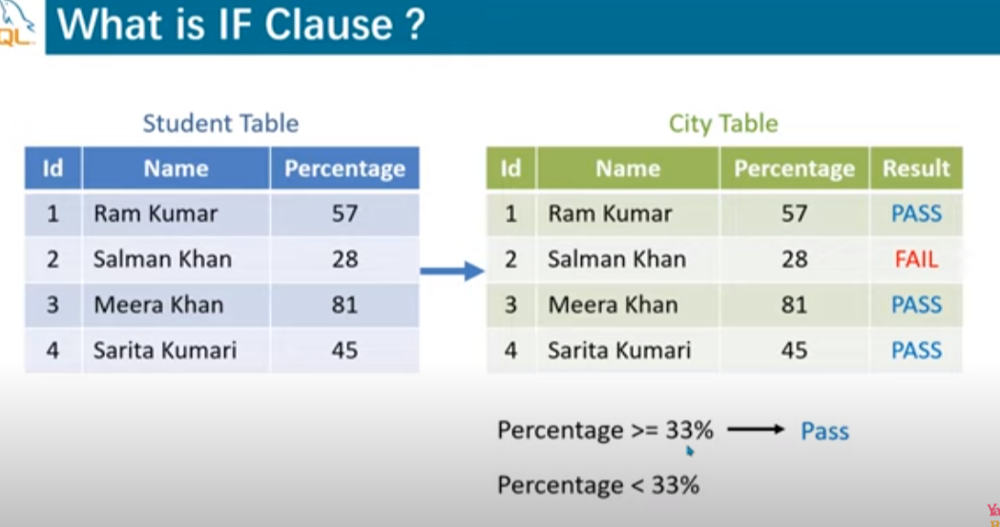 QL
What is IF Clause ?
Student Table
Id Name Percentage
1 Ram Kumar 57
2 Salman Khan 28
3 Meera Khan 81
4 Sarita Kumari 45
City Table
Id Name Percentage Result
1 Ram Kumar 57 PASS
2 Salman Khan 28 FAIL
3 Meera Khan 81 PASS
4 Sarita Kumari 45 PASS
Percentage >= 33% Pass
Percentage < 33%
Ya